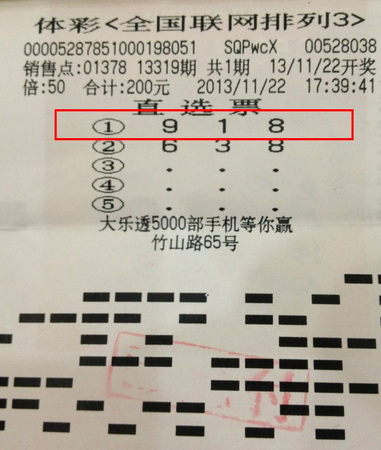 体彩<全国联网排列3>
00005287851000198051 SQPwcX 00528038
销售点:01378 13319期 共1期 13/11/22开奖
倍:50 合计:200元 2013/11/22 17:39:41
直选票
① 9 1 8
② 6 3 8
③ . . .
④ . . .
⑤ . . .
大乐透5000部手机等你赢
竹山路65号